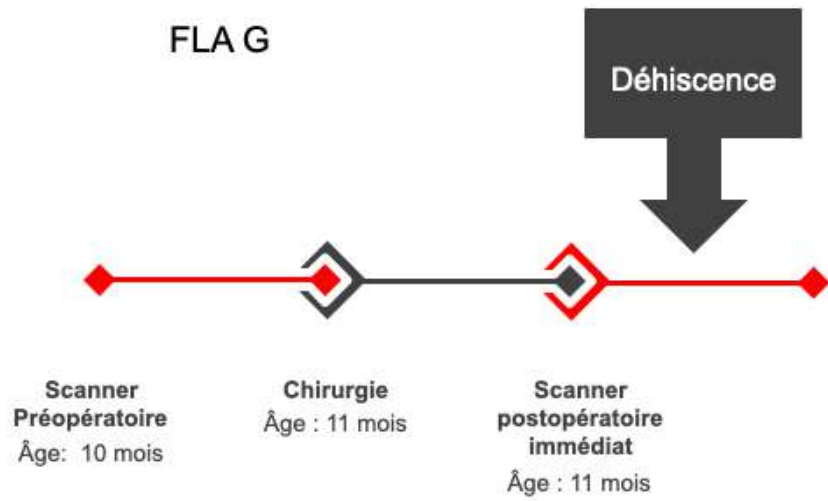 FLA G
Déhiscence
Scanner
Préopératoire
Âge: 10 mois
Chirurgie
Âge : 11 mois
Scanner
postopératoire
immédiat
Âge : 11 mois